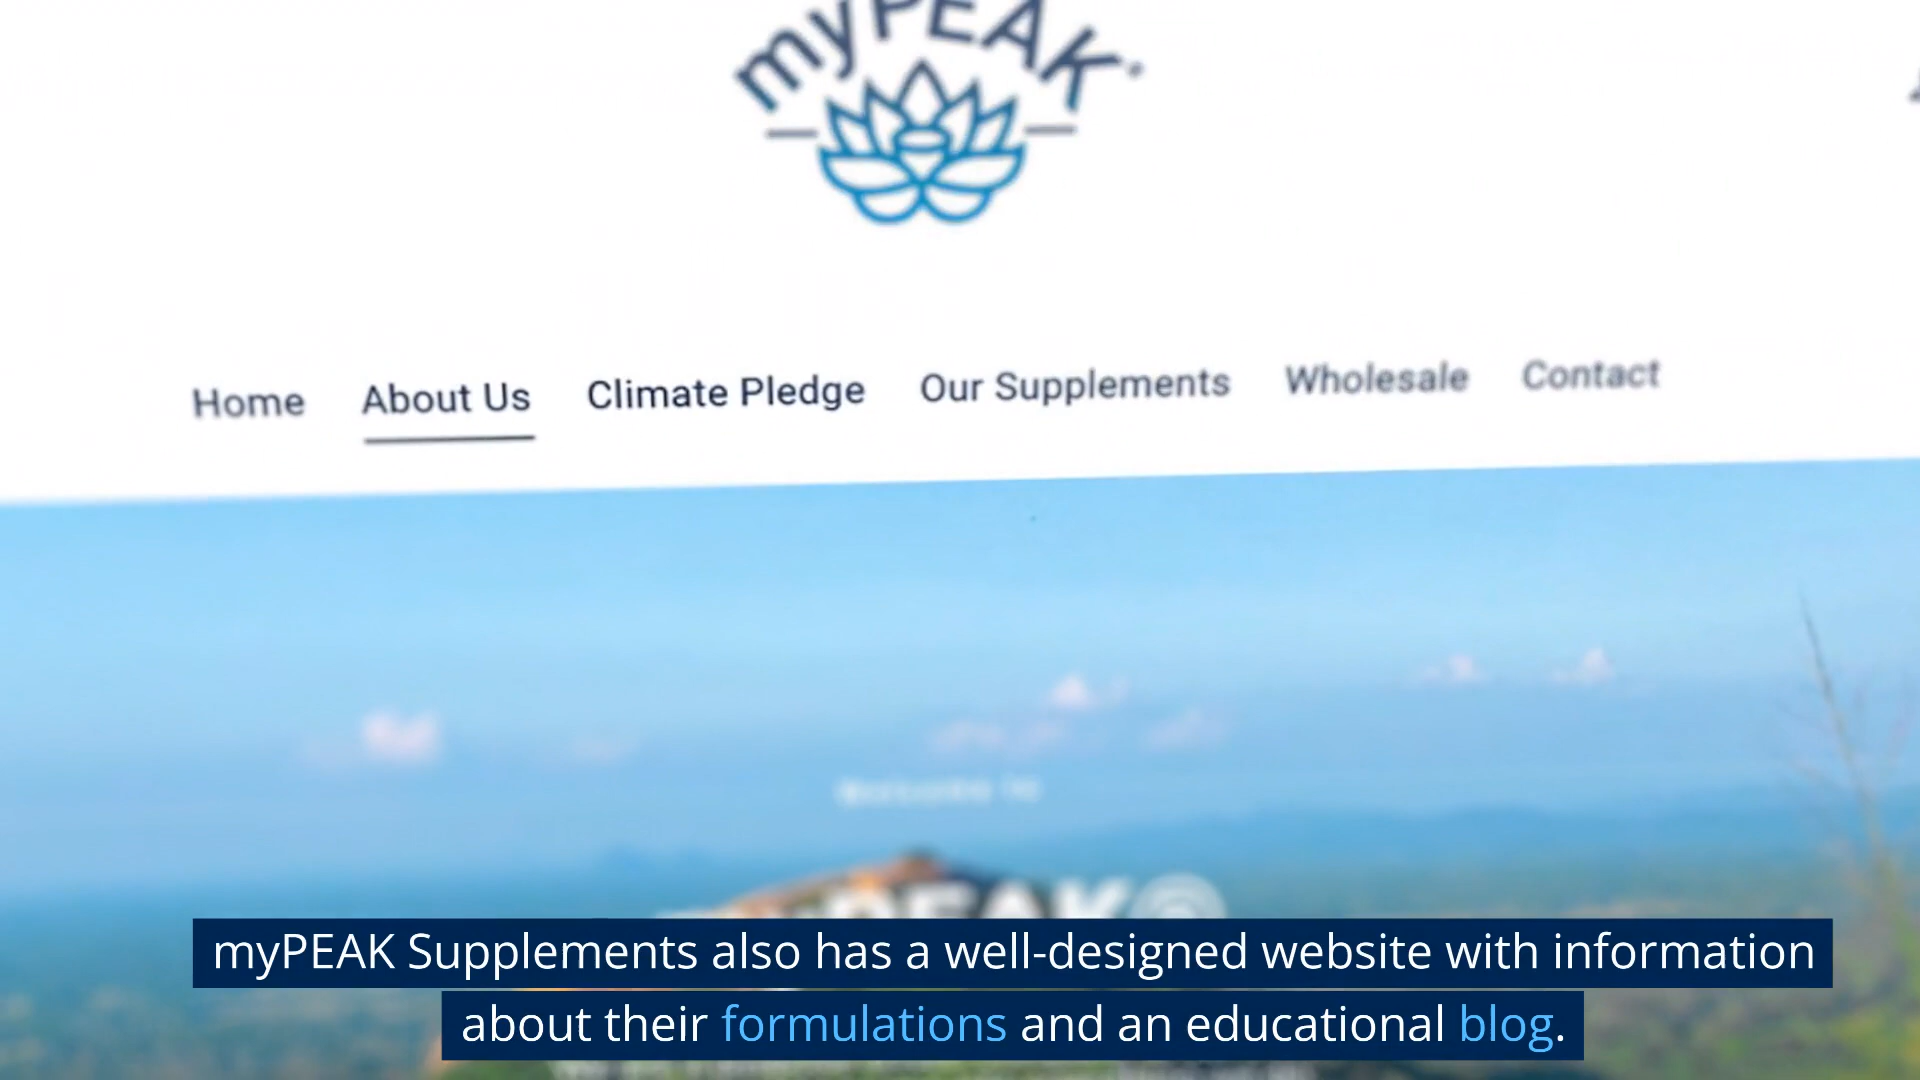 myPEAK
Home About Us Climate Pledge Our Supplements Wholesale Contact
myPEAK Supplements also has a well-designed website with information
about their formulations and an educational blog.